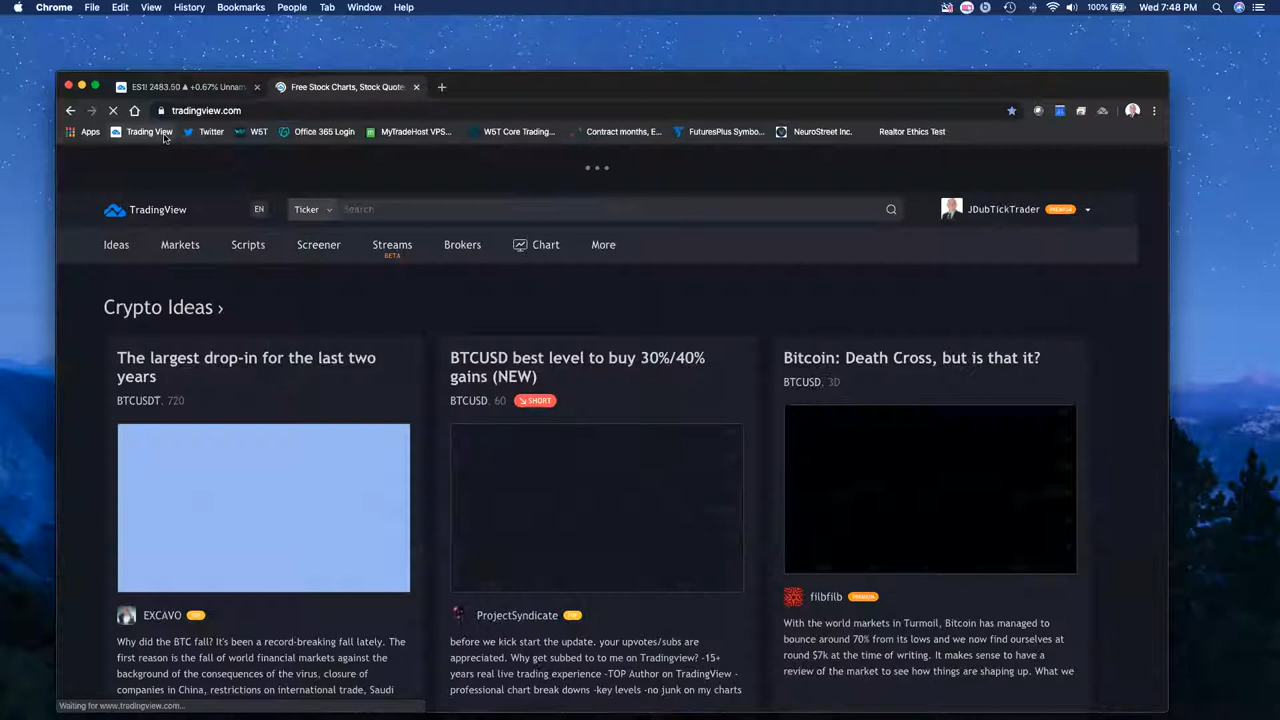 Chrome File Edit View History Bookmarks People Tab Window Help 100% Wed 7:48 PM
ES1! 2483.50 ▲ +0.67% Unnam
Free Stock Charts, Stock Quote
tradingview.com
Apps Trading View Twitter W5T Office 365 Login MyTradeHost VPS... W5T Core Trading... Contract months, E... FuturesPlus Symbo... NeuroStreet Inc. Realtor Ethics Test
TradingView EN Ticker Search JDubTickTrader PREMIUM
Ideas Markets Scripts Screener Streams Brokers Chart More
BETA
Crypto Ideas ›
The largest drop-in for the last two
years
BTCUSDT, 720
BTCUSD best level to buy 30%/40%
gains (NEW)
BTCUSD, 60 SHORT
Bitcoin: Death Cross, but is that it?
BTCUSD, 3D
EXCAVO
Why did the BTC fall? It's been a record-breaking fall lately. The
first reason is the fall of world financial markets against the
background of the consequences of the virus, closure of
companies in China, restrictions on international trade, Saudi
ProjectSyndicate
before we kick start the update. your upvotes/subs are
appreciated. Why get subbed to to me on Tradingview? -15+
years real live trading experience -TOP Author on TradingView -
professional chart break downs -key levels -no junk on my charts
filbfilb PREMIUM
With the world markets in Turmoil, Bitcoin has managed to
bounce around 70% from its lows and we now find ourselves at
round $7k at the time of writing. It makes sense to have a
review of the market to see how things are shaping up. What we
Waiting for www.tradingview.com...